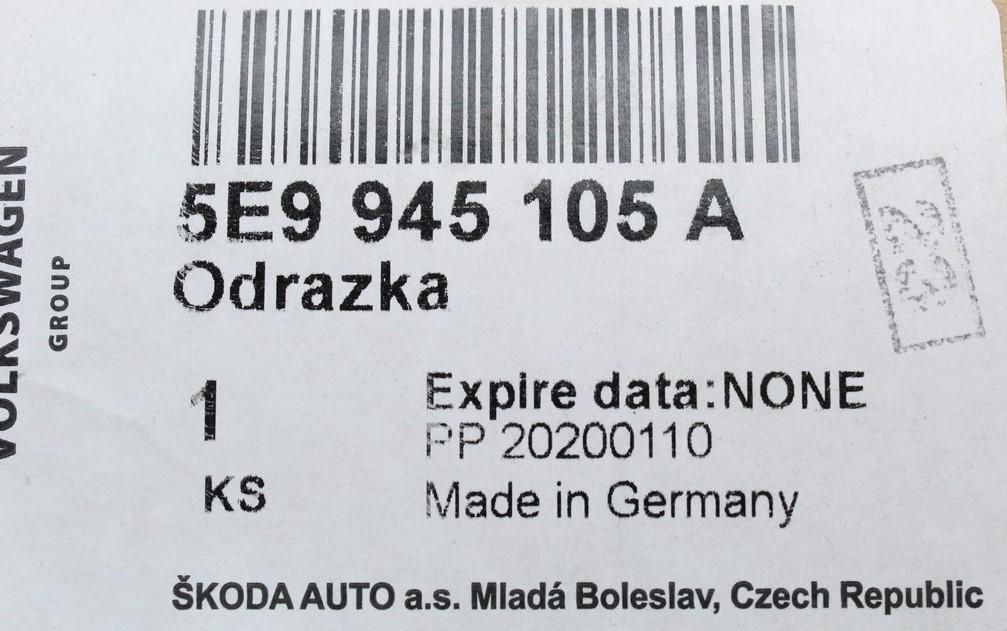 VOLKSWAGEN
GROUP
5E9 945 105 A
Odrazka
1
Expire data:NONE
PP 20200110
KS
Made in Germany
ŠKODA AUTO a.s. Mladá Boleslav, Czech Republic